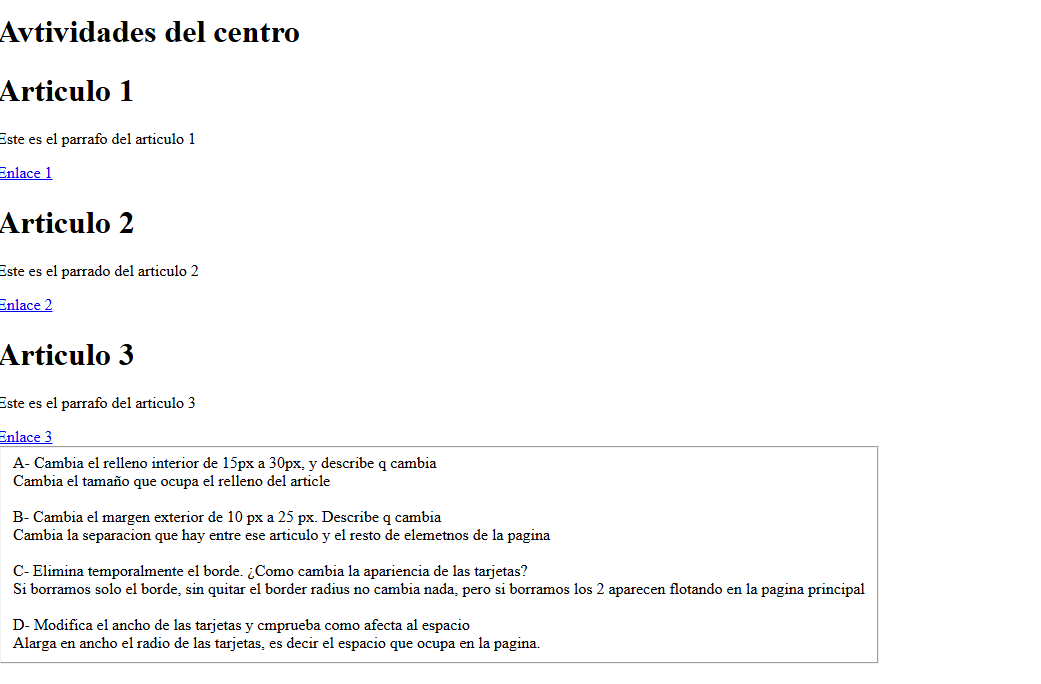 Avtividades del centro
Articulo 1
Este es el parrafo del articulo 1
Enlace 1
Articulo 2
Este es el parrado del articulo 2
Enlace 2
Articulo 3
Este es el parrafo del articulo 3
Enlace 3
A- Cambia el relleno interior de 15px a 30px, y describe q cambia
Cambia el tamaño que ocupa el relleno del article
B- Cambia el margen exterior de 10 px a 25 px. Describe q cambia
Cambia la separacion que hay entre ese articulo y el resto de elemetnos de la pagina
C- Elimina temporalmente el borde. ¿Como cambia la apariencia de las tarjetas?
Si borramos solo el borde, sin quitar el border radius no cambia nada, pero si borramos los 2 aparecen flotando en la pagina principal
D- Modifica el ancho de las tarjetas y cmprueba como afecta al espacio
Alarga en ancho el radio de las tarjetas, es decir el espacio que ocupa en la pagina.